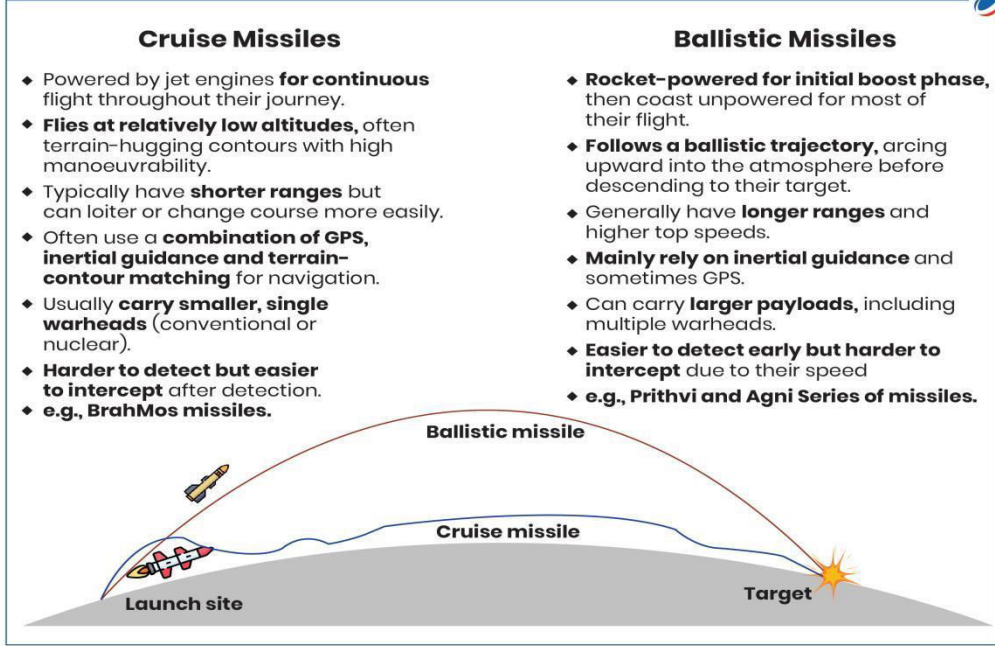 Cruise Missiles
◆ Powered by jet engines for continuous
flight throughout their journey.
◆ Flies at relatively low altitudes, often
terrain-hugging contours with high
manoeuvrability.
◆ Typically have shorter ranges but
can loiter or change course more easily.
◆ Often use a combination of GPS,
inertial guidance and terrain-
contour matching for navigation.
◆ Usually carry smaller, single
warheads (conventional or
nuclear).
◆ Harder to detect but easier
to intercept after detection.
◆ e.g., BrahMos missiles.
Ballistic Missiles
◆ Rocket-powered for initial boost phase,
then coast unpowered for most of
their flight.
◆ Follows a ballistic trajectory, arcing
upward into the atmosphere before
descending to their target.
◆ Generally have longer ranges and
higher top speeds.
◆ Mainly rely on inertial guidance and
sometimes GPS.
◆ Can carry larger payloads, including
multiple warheads.
◆ Easier to detect early but harder to
intercept due to their speed
◆ e.g., Prithvi and Agni Series of missiles.
Ballistic missile
Cruise missile
Launch site
Target